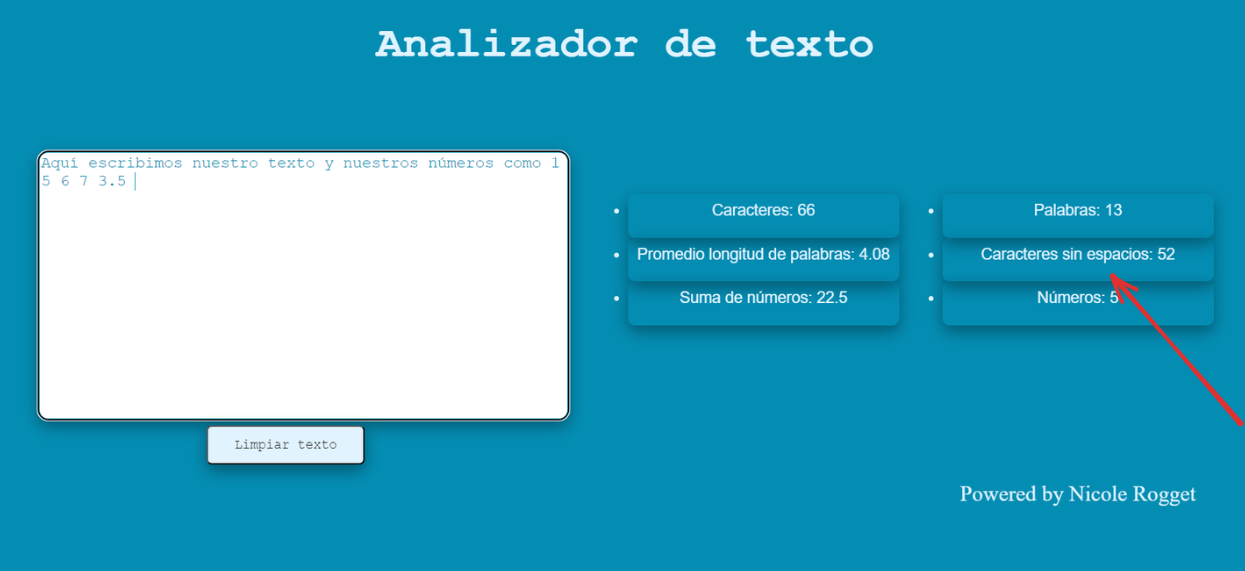 Analizador de texto
Aquí escribimos nuestro texto y nuestros números como 1
5 6 7 3.5
Caracteres: 66
Palabras: 13
Promedio longitud de palabras: 4.08
Caracteres sin espacios: 52
Suma de números: 22.5
Números: 5
Limpiar texto
Powered by Nicole Rogget